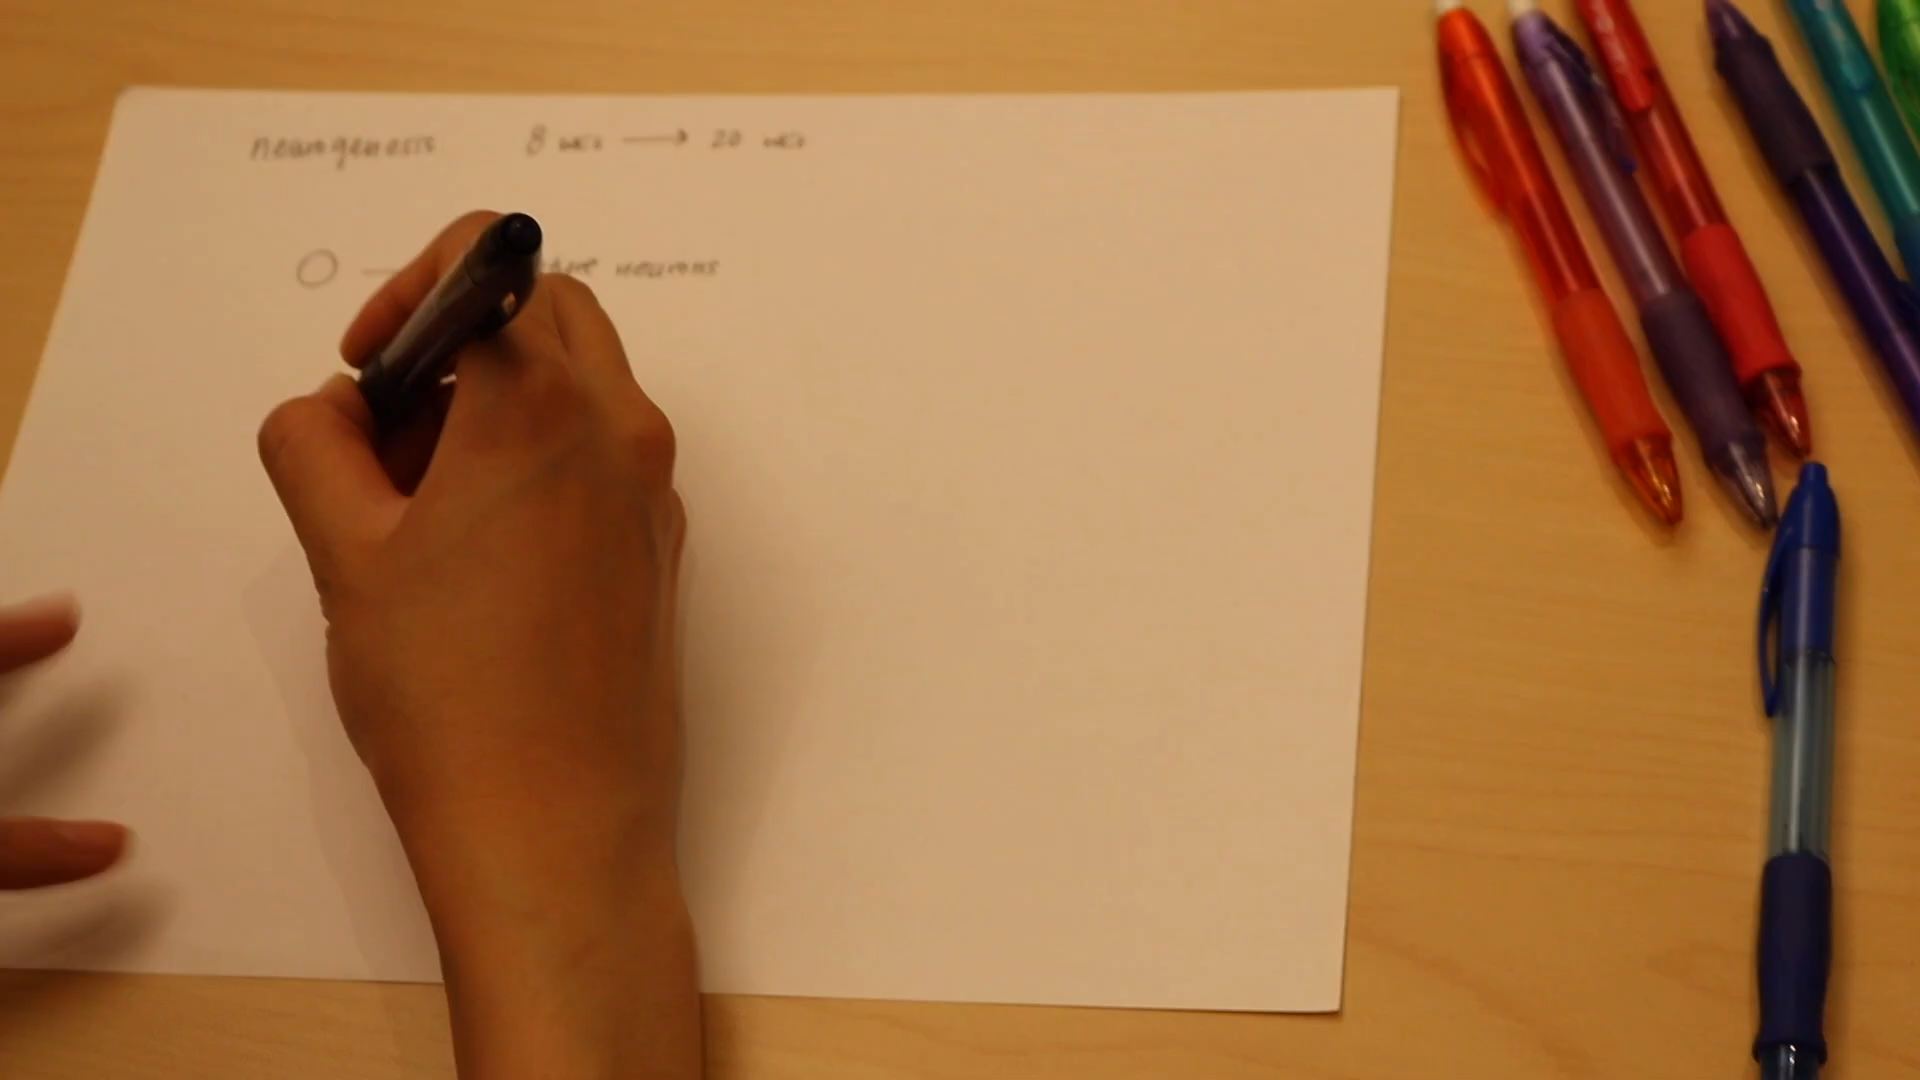 neurogenesis 8 wks → 20 wks
neurons